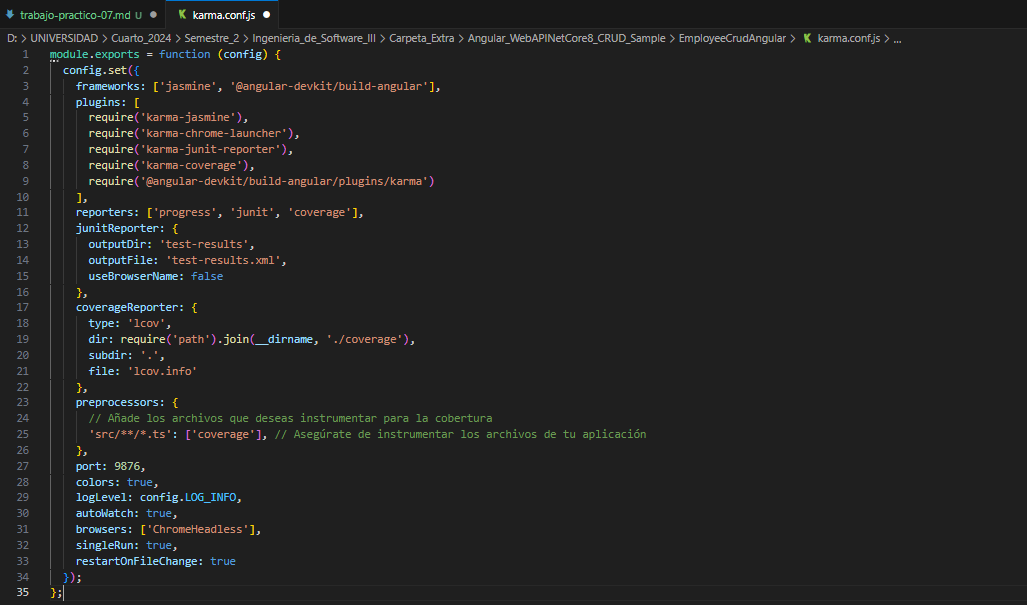 trabajo-practico-07.md U
karma.conf.js
D: > UNIVERSIDAD > Cuarto_2024 > Semestre_2 > Ingenieria_de_Software_III > Carpeta_Extra > Angular_WebAPINetCore8_CRUD_Sample > EmployeeCrudAngular > karma.conf.js > ...
1 module.exports = function (config) {
2   config.set({
3     frameworks: ['jasmine', '@angular-devkit/build-angular'],
4     plugins: [
5       require('karma-jasmine'),
6       require('karma-chrome-launcher'),
7       require('karma-junit-reporter'),
8       require('karma-coverage'),
9       require('@angular-devkit/build-angular/plugins/karma')
10     ],
11     reporters: ['progress', 'junit', 'coverage'],
12     junitReporter: {
13       outputDir: 'test-results',
14       outputFile: 'test-results.xml',
15       useBrowserName: false
16     },
17     coverageReporter: {
18       type: 'lcov',
19       dir: require('path').join(__dirname, './coverage'),
20       subdir: '.',
21       file: 'lcov.info'
22     },
23     preprocessors: {
24       // Añade los archivos que deseas instrumentar para la cobertura
25       'src/**/*.ts': ['coverage'], // Asegúrate de instrumentar los archivos de tu aplicación
26     },
27     port: 9876,
28     colors: true,
29     logLevel: config.LOG_INFO,
30     autoWatch: true,
31     browsers: ['ChromeHeadless'],
32     singleRun: true,
33     restartOnFileChange: true
34   });
35 };